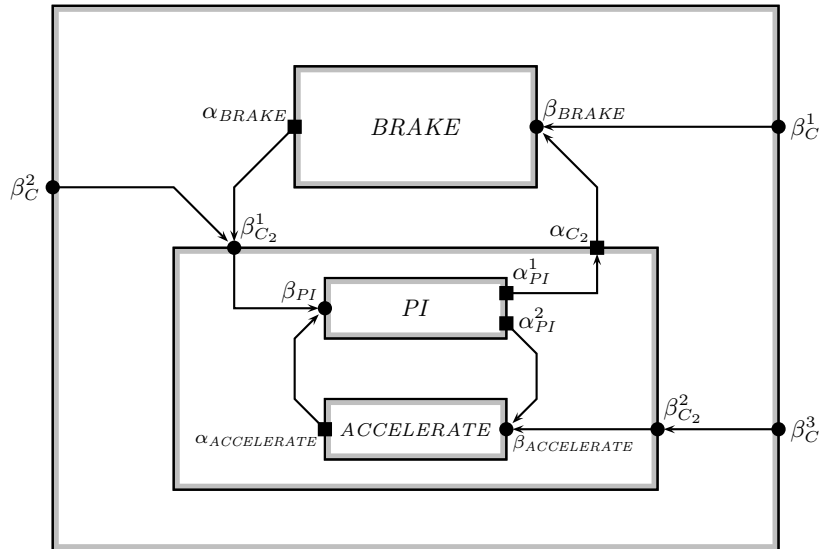 α_BRAKE
BRAKE
β_BRAKE
β_C^1
β_C^2
β_{C_2}^1
α_{C_2}
β_PI
PI
α_PI^1
α_PI^2
α_ACCELERATE
ACCELERATE
β_ACCELERATE
β_{C_2}^2
β_C^3